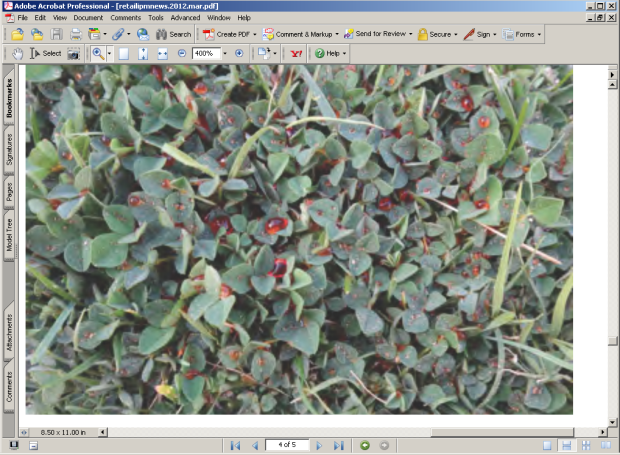 Adobe Acrobat Professional - [retailipmnews.2012.mar.pdf]
File Edit View Document Comments Tools Advanced Window Help
Search Create PDF Comment & Markup Send for Review Secure Sign Forms
Select 400% Y! Help
Bookmarks
Signatures
Pages
Model Tree
Attachments
Comments
8.50 x 11.00 in
4 of 5